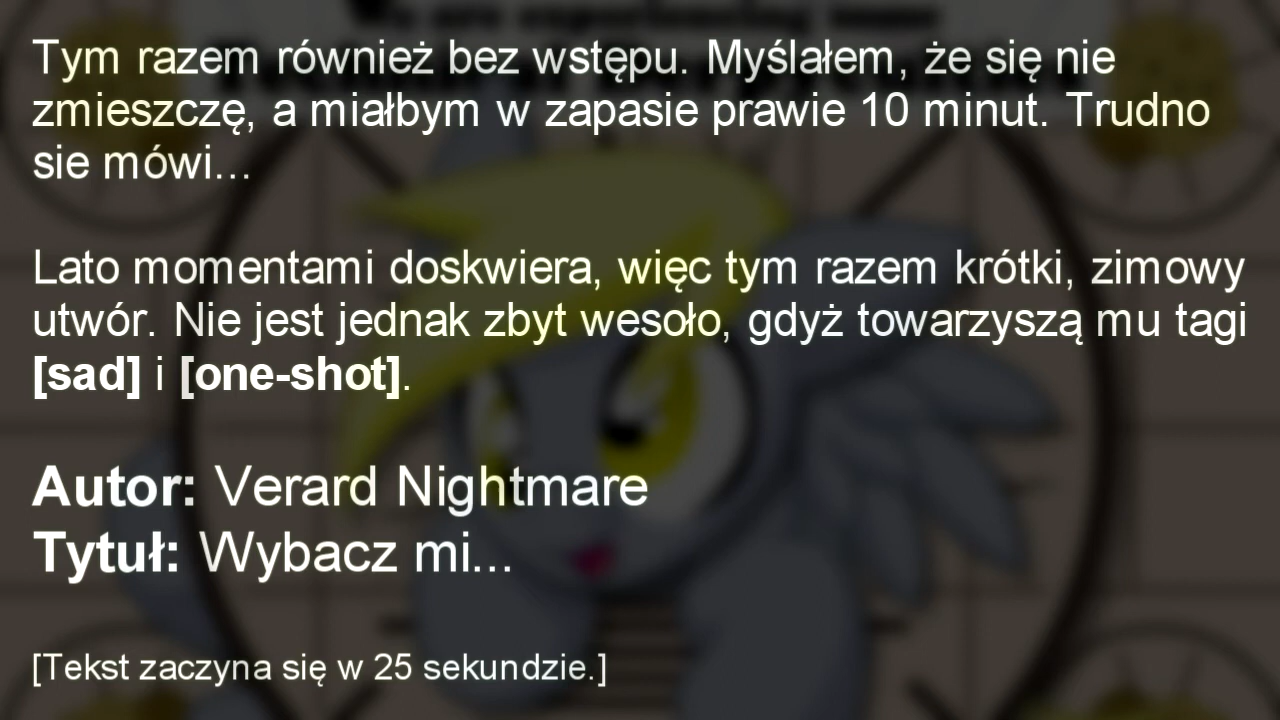 Tym razem również bez wstępu. Myślałem, że się nie
zmieszczę, a miałbym w zapasie prawie 10 minut. Trudno
sie mówi...
Lato momentami doskwiera, więc tym razem krótki, zimowy
utwór. Nie jest jednak zbyt wesoło, gdyż towarzyszą mu tagi
[sad] i [one-shot].
Autor: Verard Nightmare
Tytuł: Wybacz mi...
[Tekst zaczyna się w 25 sekundzie.]